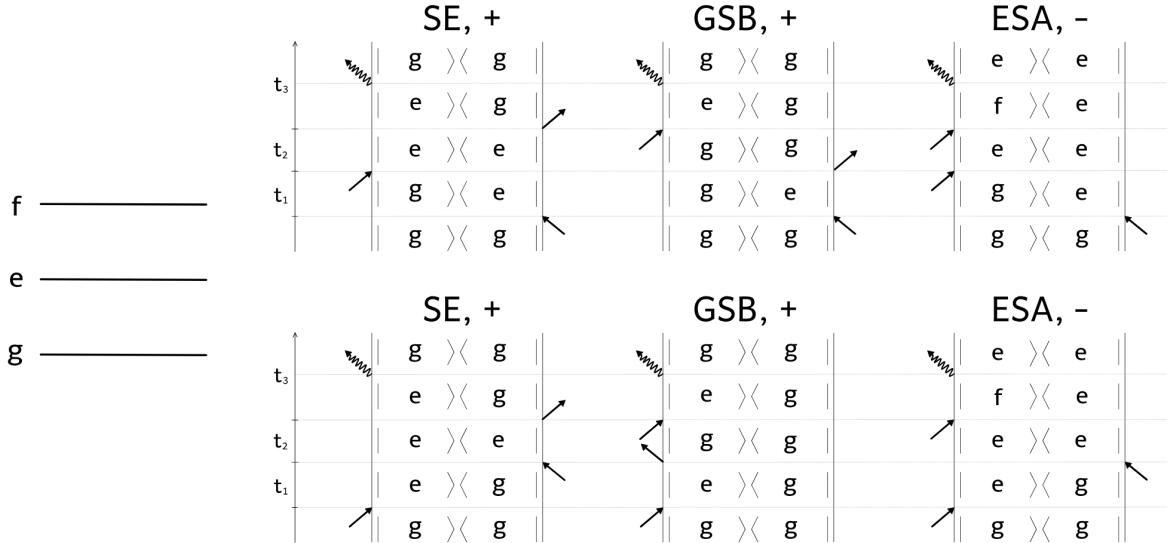 SE, + GSB, + ESA, –
g 〉〈 g g 〉〈 g e 〉〈 e
t₃
e 〉〈 g e 〉〈 g f 〉〈 e
t₂ e 〉〈 e g 〉〈 g e 〉〈 e
t₁ g 〉〈 e g 〉〈 e g 〉〈 e
f
g 〉〈 g g 〉〈 g g 〉〈 g
e
SE, + GSB, + ESA, –
g
g 〉〈 g g 〉〈 g e 〉〈 e
t₃
e 〉〈 g e 〉〈 g f 〉〈 e
t₂ e 〉〈 e g 〉〈 g e 〉〈 e
t₁ e 〉〈 g e 〉〈 g e 〉〈 g
g 〉〈 g g 〉〈 g g 〉〈 g